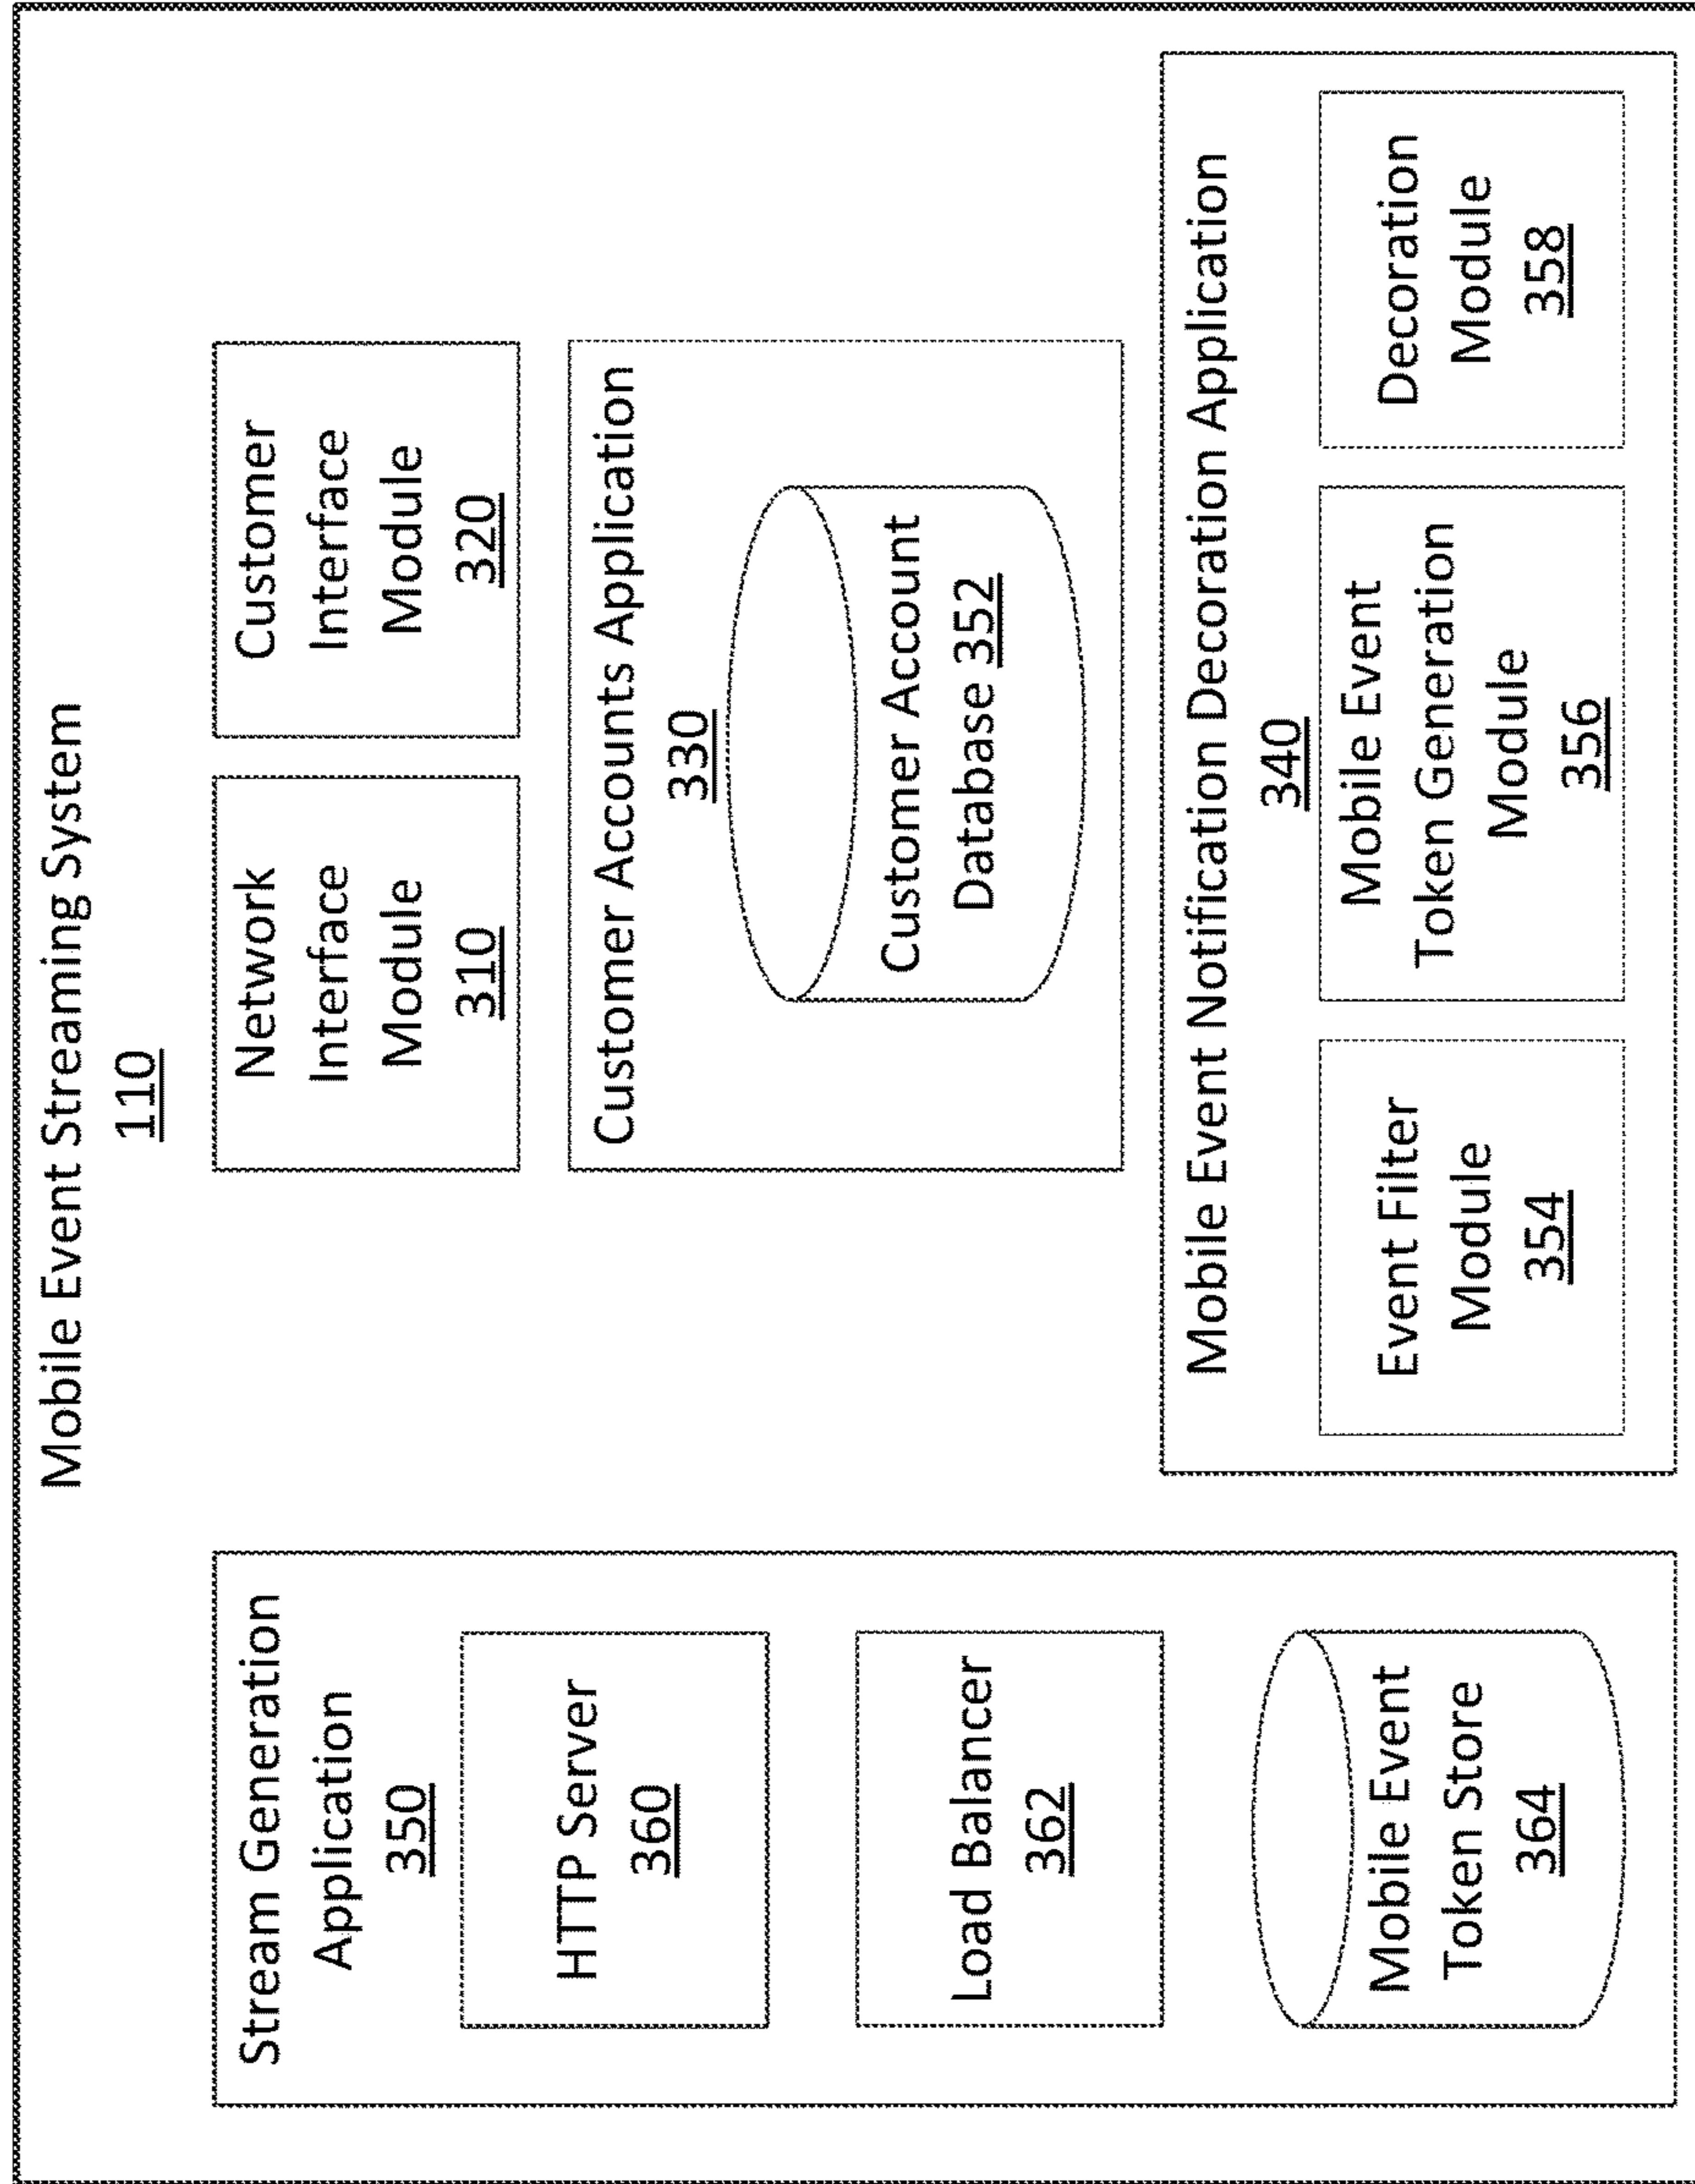 Mobile Event Streaming System
110
Stream Generation
Application
350
HTTP Server
360
Load Balancer
362
Mobile Event
Token Store
364
Network
Interface
Module
310
Customer
Interface
Module
320
Customer Accounts Application
330
Customer Account
Database 352
Mobile Event Notification Decoration Application
340
Event Filter
Module
354
Mobile Event
Token Generation
Module
356
Decoration
Module
358